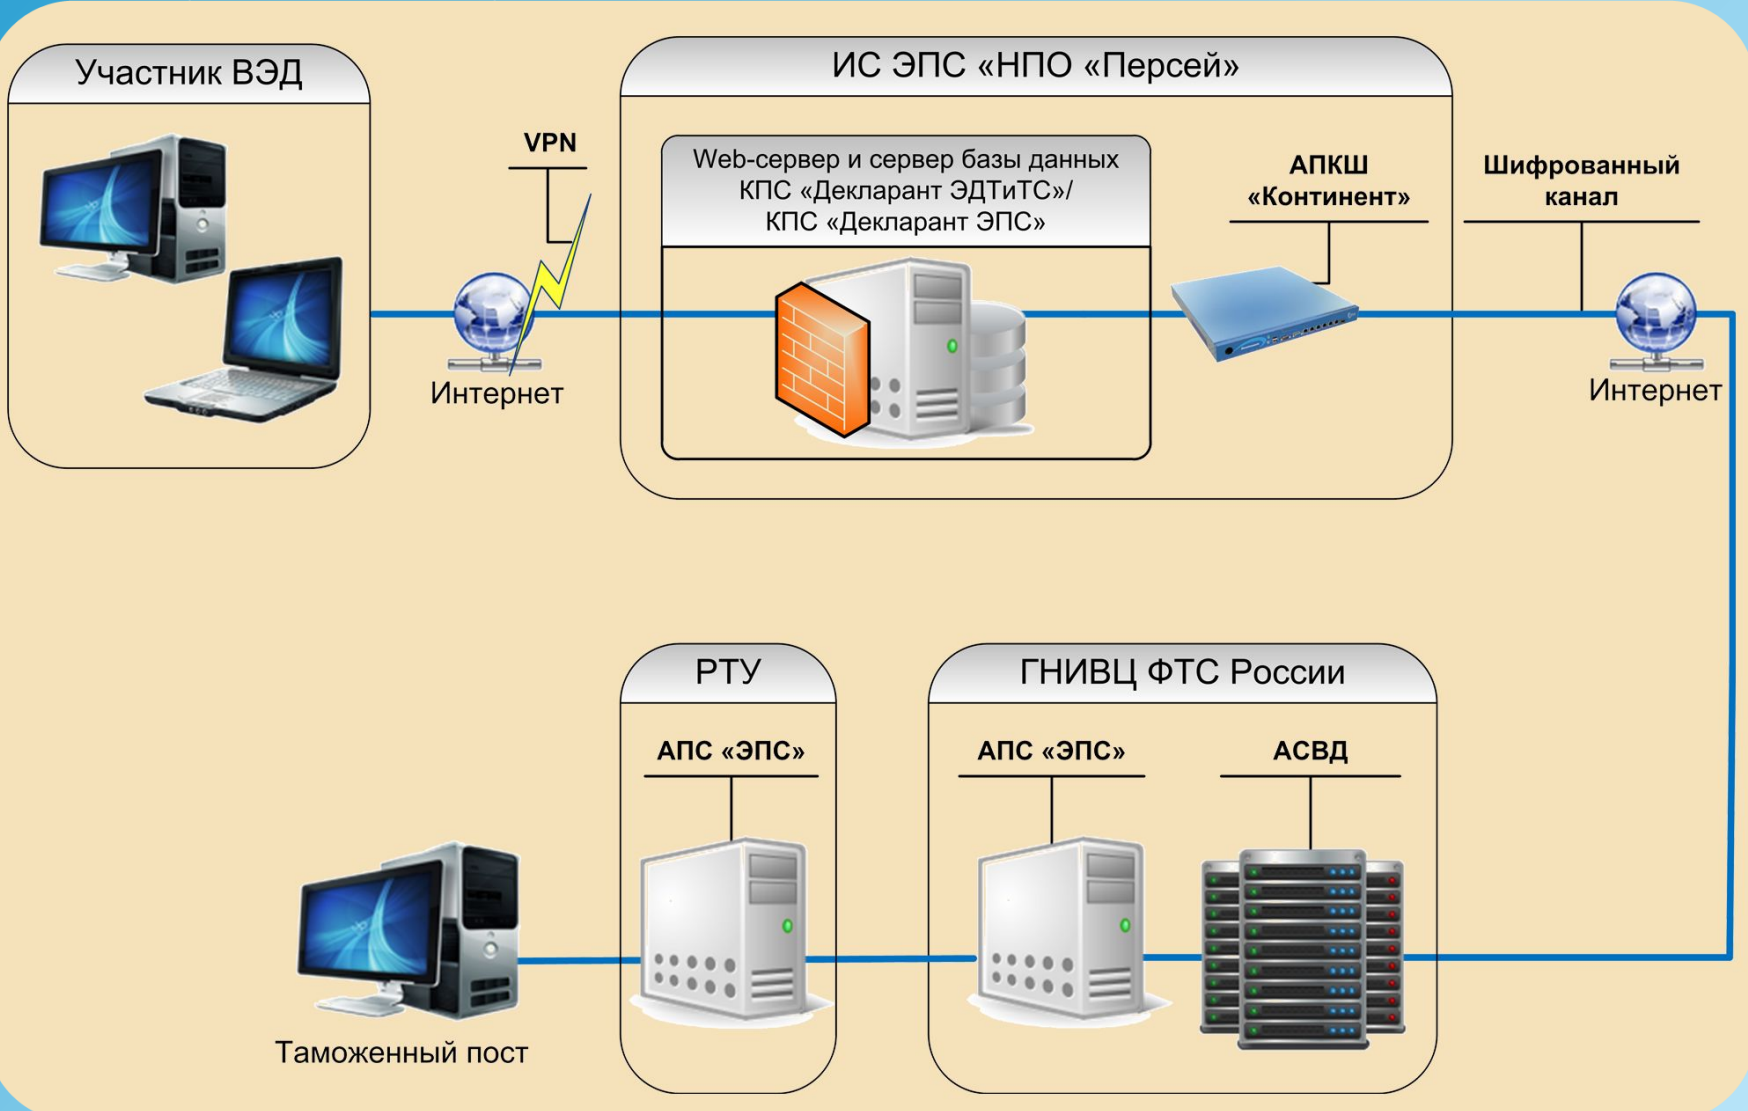 Участник ВЭД
ИС ЭПС «НПО «Персей»
VPN
Web-сервер и сервер базы данных
КПС «Декларант ЭДТиТС»/
КПС «Декларант ЭПС»
АПКШ
«Континент»
Шифрованный
канал
Интернет
Интернет
РТУ
ГНИВЦ ФТС России
АПС «ЭПС»
АПС «ЭПС»
АСВД
Таможенный пост